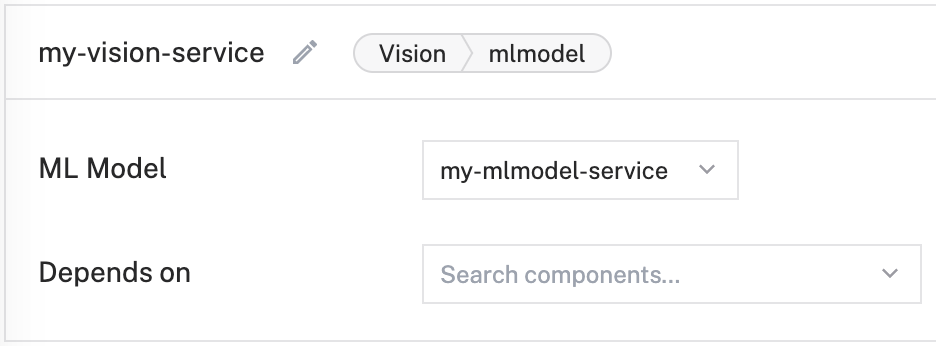 my-vision-service Vision mlmodel
ML Model my-mlmodel-service
Depends on Search components...